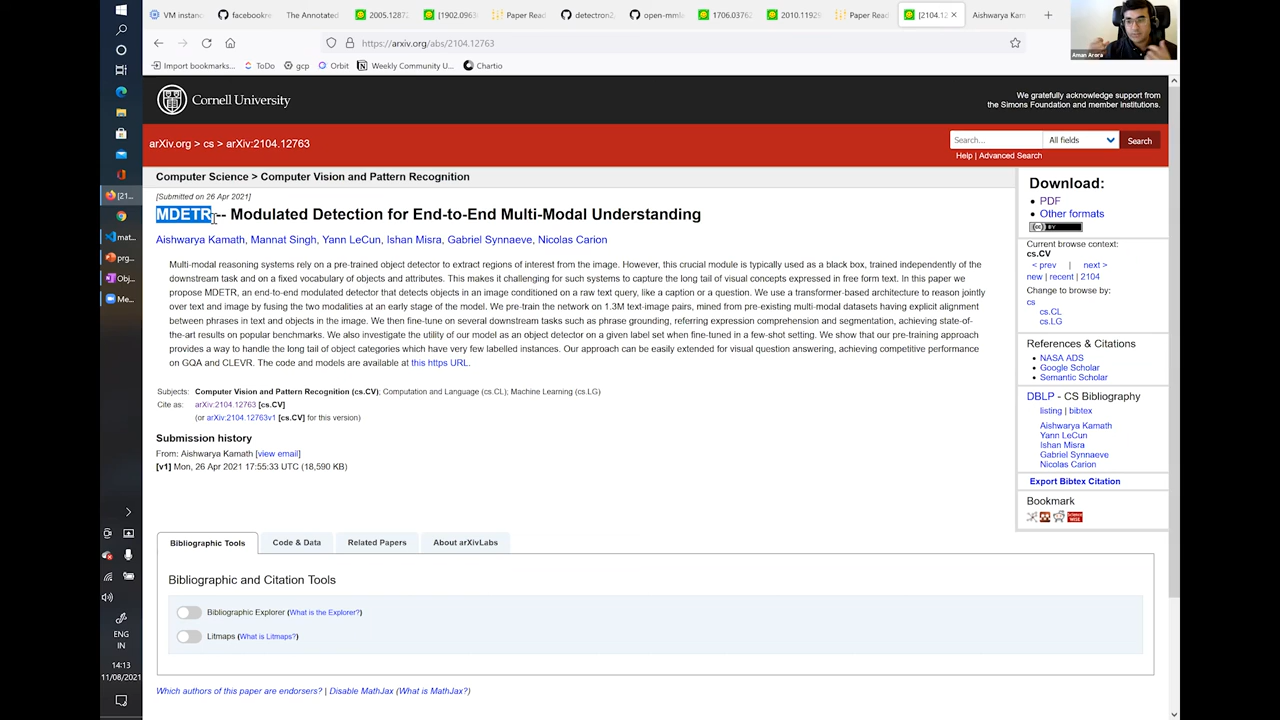 VM instanc
facebookre
The Annotated
2005.12872
[1902.0963
Paper Read
detectron2
open-mmla
1706.0376
2010.1192
Paper Read
[2104.12
Aishwarya Kam
https://arxiv.org/abs/2104.12763
Import bookmarks...
ToDo
gcp
Orbit
Weekly Community U...
Chartio
Aman Arora
Cornell University
We gratefully acknowledge support from
the Simons Foundation and member institutions.
arXiv.org > cs > arXiv:2104.12763
Search...
All fields
Search
Help | Advanced Search
Computer Science > Computer Vision and Pattern Recognition
[Submitted on 26 Apr 2021]
MDETR -- Modulated Detection for End-to-End Multi-Modal Understanding
Aishwarya Kamath, Mannat Singh, Yann LeCun, Ishan Misra, Gabriel Synnaeve, Nicolas Carion
Multi-modal reasoning systems rely on a pre-trained object detector to extract regions of interest from the image. However, this crucial module is typically used as a black box, trained independently of the
downstream task and on a fixed vocabulary of objects and attributes. This makes it challenging for such systems to capture the long tail of visual concepts expressed in free form text. In this paper we
propose MDETR, an end-to-end modulated detector that detects objects in an image conditioned on a raw text query, like a caption or a question. We use a transformer-based architecture to reason jointly
over text and image by fusing the two modalities at an early stage of the model. We pre-train the network on 1.3M text-image pairs, mined from pre-existing multi-modal datasets having explicit alignment
between phrases in text and objects in the image. We then fine-tune on several downstream tasks such as phrase grounding, referring expression comprehension and segmentation, achieving state-of-
the-art results on popular benchmarks. We also investigate the utility of our model as an object detector on a given label set when fine-tuned in a few-shot setting. We show that our pre-training approach
provides a way to handle the long tail of object categories which have very few labelled instances. Our approach can be easily extended for visual question answering, achieving competitive performance
on GQA and CLEVR. The code and models are available at this https URL.
Subjects: Computer Vision and Pattern Recognition (cs.CV); Computation and Language (cs.CL); Machine Learning (cs.LG)
Cite as: arXiv:2104.12763 [cs.CV]
(or arXiv:2104.12763v1 [cs.CV] for this version)
Submission history
From: Aishwarya Kamath [view email]
[v1] Mon, 26 Apr 2021 17:55:33 UTC (18,590 KB)
Download:
PDF
Other formats
(cc) BY
Current browse context:
cs.CV
< prev | next >
new | recent | 2104
Change to browse by:
cs
cs.CL
cs.LG
References & Citations
NASA ADS
Google Scholar
Semantic Scholar
DBLP - CS Bibliography
listing | bibtex
Aishwarya Kamath
Yann LeCun
Ishan Misra
Gabriel Synnaeve
Nicolas Carion
Export Bibtex Citation
Bookmark
Bibliographic Tools
Code & Data
Related Papers
About arXivLabs
Bibliographic and Citation Tools
Bibliographic Explorer (What is the Explorer?)
Litmaps (What is Litmaps?)
Which authors of this paper are endorsers? | Disable MathJax (What is MathJax?)
[21...
mat...
prg...
Obj...
Me...
ENG
IN
14:13
11/08/2021